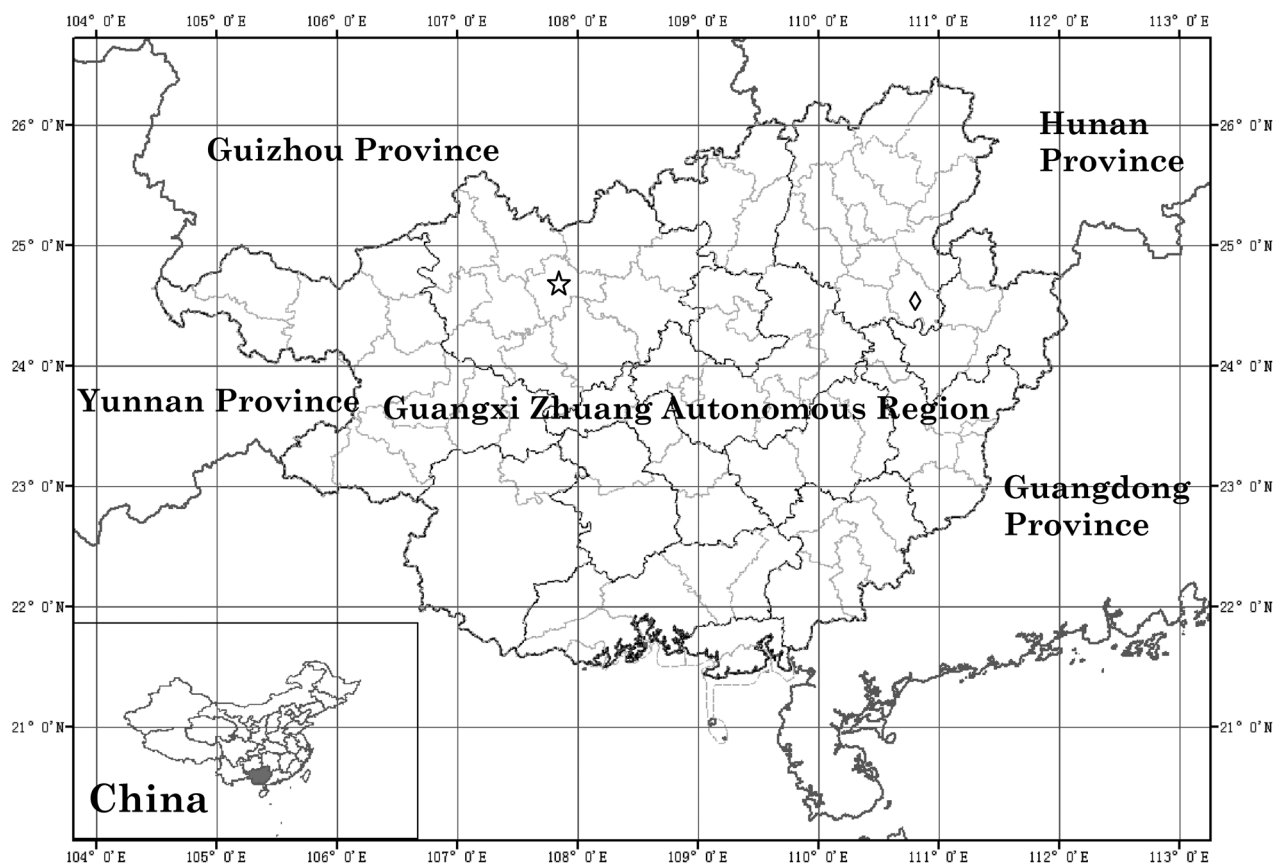 104° 0'E 105° 0'E 106° 0'E 107° 0'E 108° 0'E 109° 0'E 110° 0'E 111° 0'E 112° 0'E 113° 0'E
26° 0'N 26° 0'N
Hunan
Province
Guizhou Province
25° 0'N 25° 0'N
24° 0'N 24° 0'N
Yunnan Province
Guangxi Zhuang Autonomous Region
23° 0'N 23° 0'N
Guangdong
Province
22° 0'N 22° 0'N
21° 0'N 21° 0'N
China
104° 0'E 105° 0'E 106° 0'E 107° 0'E 108° 0'E 109° 0'E 110° 0'E 111° 0'E 112° 0'E 113° 0'E